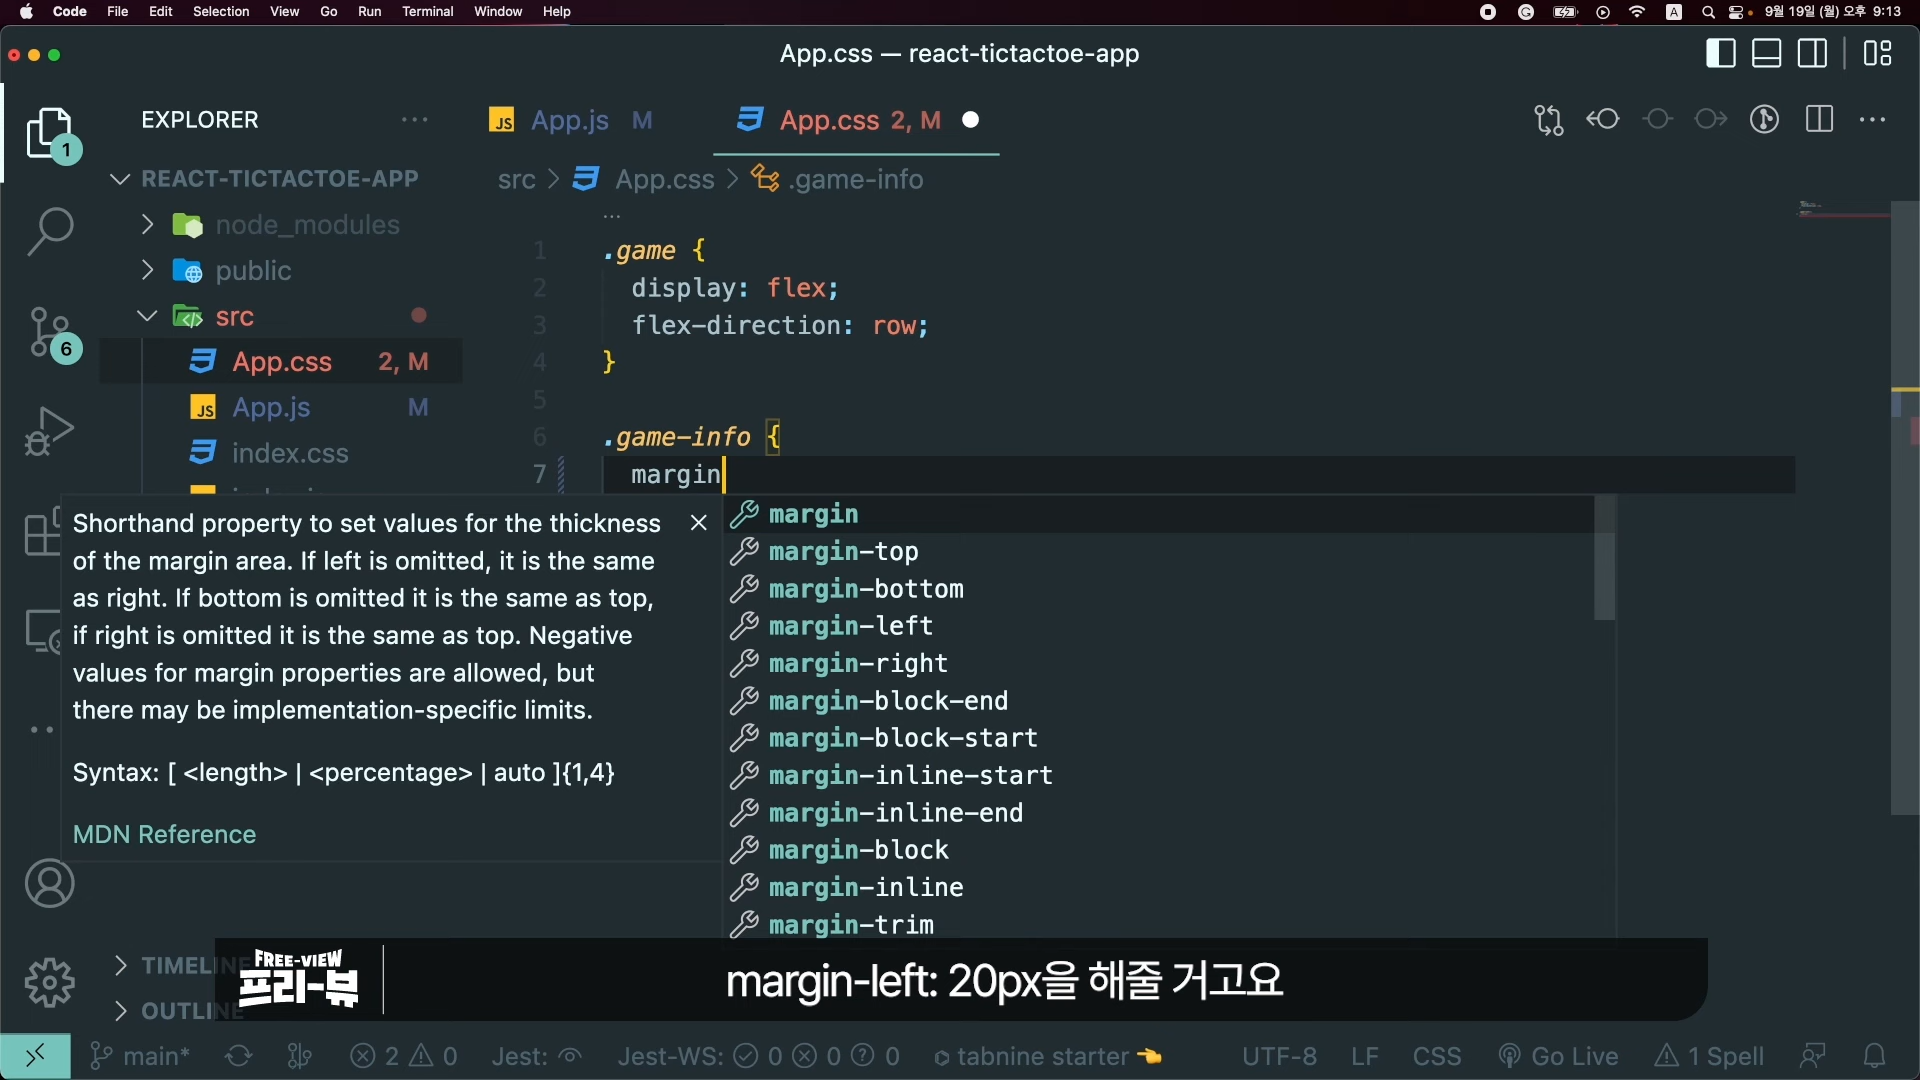 Code File Edit Selection View Go Run Terminal Window Help
A 9월 19일 (월) 오후 9:13
App.css — react-tictactoe-app
EXPLORER
JS App.js M
App.css 2, M
1
REACT-TICTACTOE-APP
src > App.css > .game-info
node_modules
public
src
6
App.css 2, M
JS App.js M
index.css
1 .game {
2 display: flex;
3 flex-direction: row;
4 }
5
6 .game-info {
7 margin
Shorthand property to set values for the thickness
of the margin area. If left is omitted, it is the same
as right. If bottom is omitted it is the same as top,
if right is omitted it is the same as top. Negative
values for margin properties are allowed, but
there may be implementation-specific limits.
Syntax: [ <length> | <percentage> | auto ]{1,4}
MDN Reference
margin
margin-top
margin-bottom
margin-left
margin-right
margin-block-end
margin-block-start
margin-inline-start
margin-inline-end
margin-block
margin-inline
margin-trim
TIMELINE
OUTLINE
FREE-VIEW
프리-뷰
margin-left: 20px을 해줄 거고요
main* 2 0 Jest: Jest-WS: 0 0 0 tabnine starter UTF-8 LF CSS Go Live 1 Spell